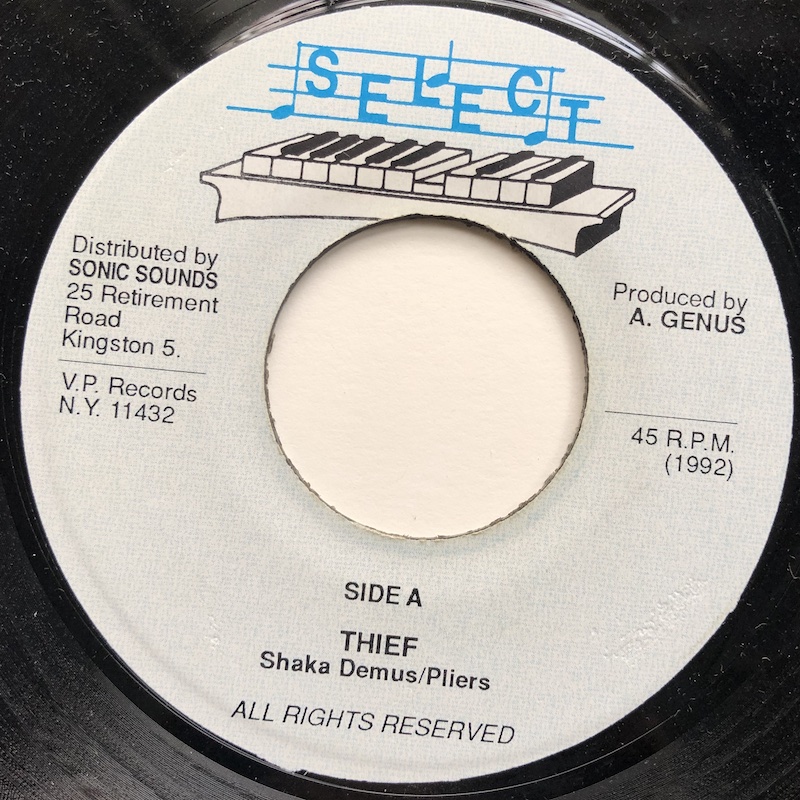 SELECT
Distributed by
SONIC SOUNDS
25 Retirement
Road
Kingston 5.
V.P. Records
N.Y. 11432
Produced by
A. GENUS
45 R.P.M.
(1992)
SIDE A
THIEF
Shaka Demus/Pliers
ALL RIGHTS RESERVED